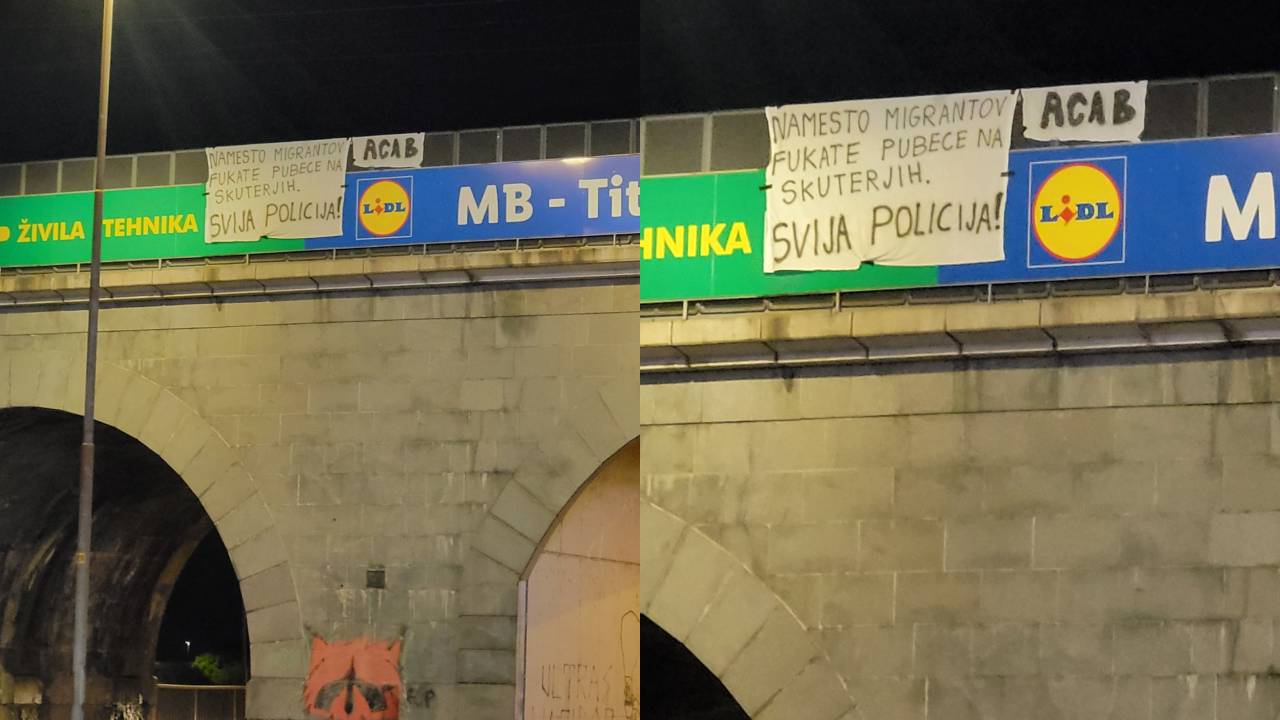 NAMESTO MIGRANTOV
FUKATE PUBECE NA
SKUTERJIH.
SVIJA POLICIJA!
ACAB
ŽIVILA TEHNIKA
LIDL
MB - Tit
ULTRAS
NAMESTO MIGRANTOV
FUKATE PUBECE NA
SKUTERJIH.
SVIJA POLICIJA!
ACAB
HNIKA
LIDL
M